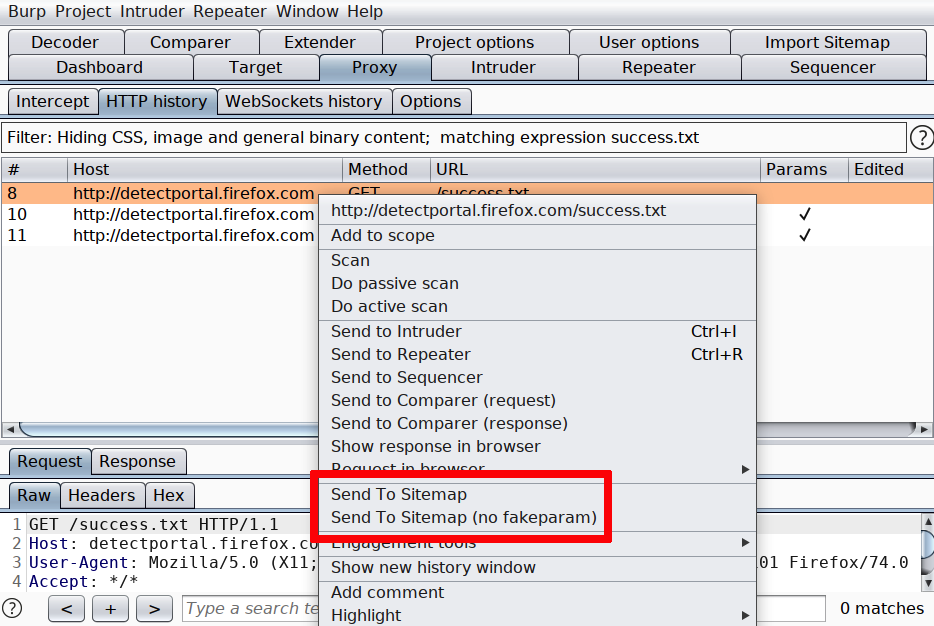 Burp Project Intruder Repeater Window Help
Decoder Comparer Extender Project options User options Import Sitemap
Dashboard Target Proxy Intruder Repeater Sequencer
Intercept HTTP history WebSockets history Options
Filter: Hiding CSS, image and general binary content;  matching expression success.txt ?
# Host Method URL Params Edited
8 http://detectportal.firefox.com GET /success.txt
10 http://detectportal.firefox.com ✓
11 http://detectportal.firefox.com ✓
http://detectportal.firefox.com/success.txt
Add to scope
Scan
Do passive scan
Do active scan
Send to Intruder Ctrl+I
Send to Repeater Ctrl+R
Send to Sequencer
Send to Comparer (request)
Send to Comparer (response)
Show response in browser
Request in browser
Send To Sitemap
Send To Sitemap (no fakeparam)
Engagement tools
Show new history window
Add comment
Highlight
Request Response
Raw Headers Hex
1 GET /success.txt HTTP/1.1
2 Host: detectportal.firefox.co
3 User-Agent: Mozilla/5.0 (X11; 01 Firefox/74.0
4 Accept: */*
? < + > Type a search te 0 matches